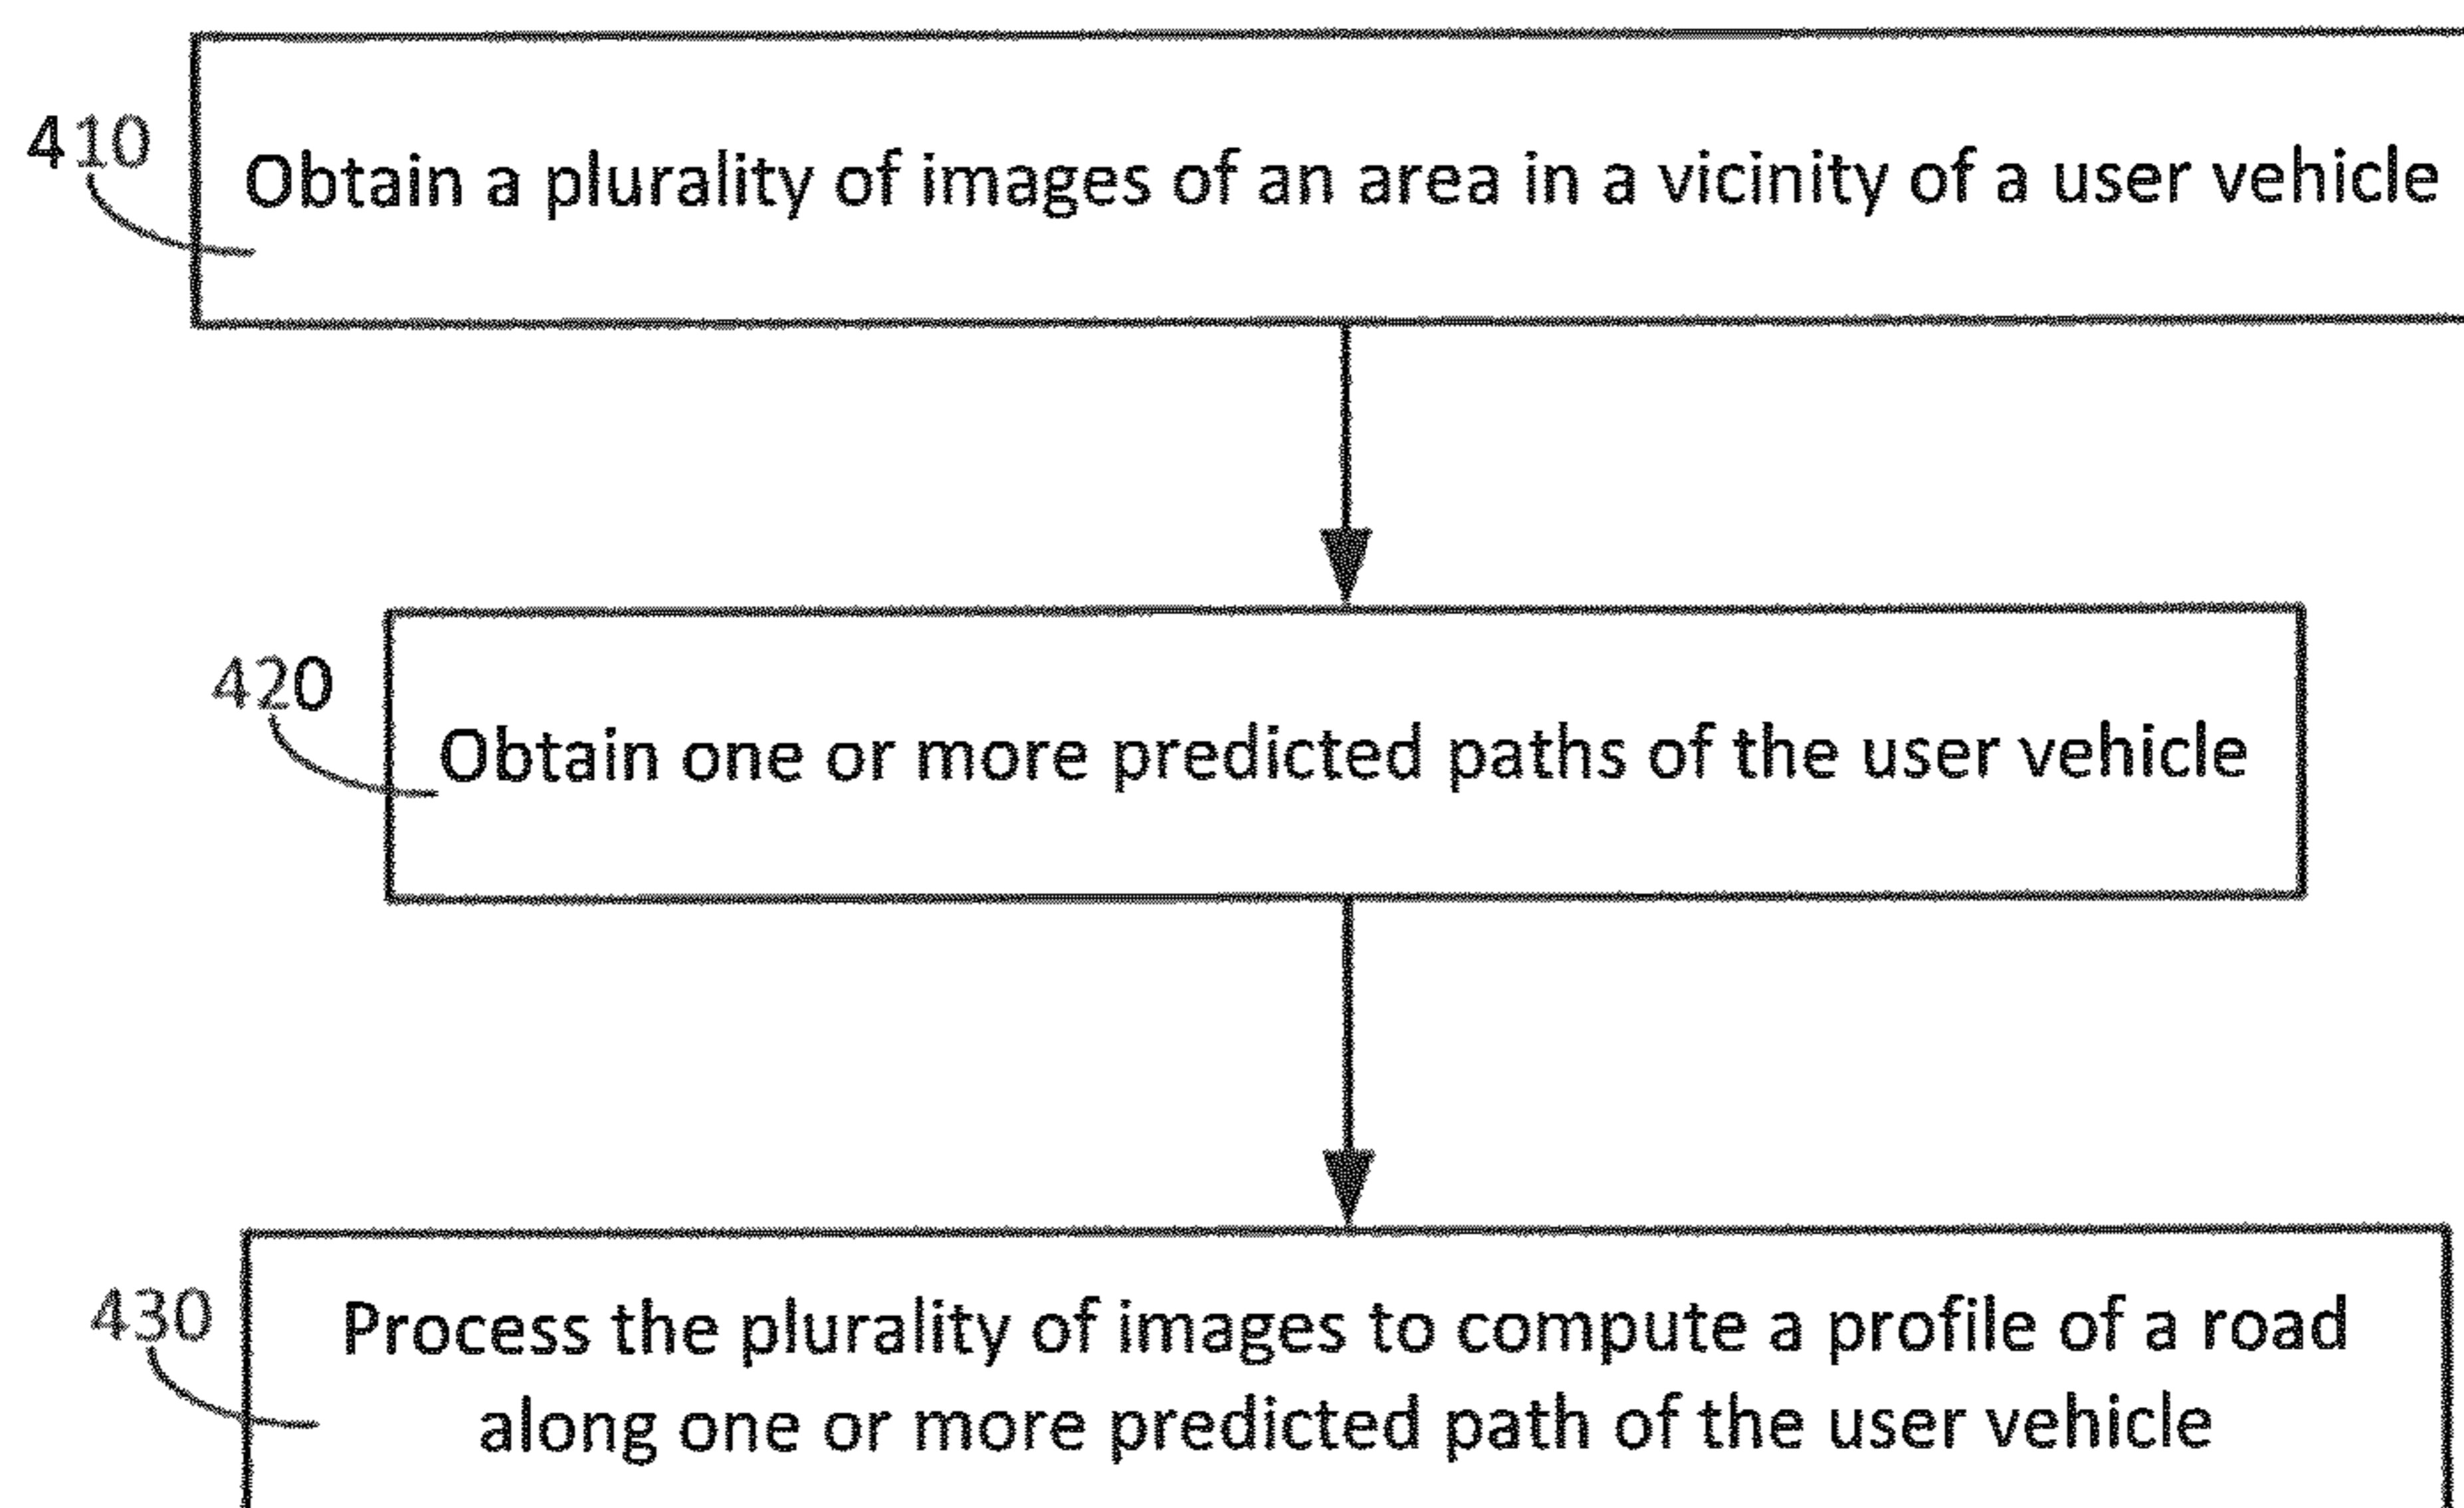 410
Obtain a plurality of images of an area in a vicinity of a user vehicle
420
Obtain one or more predicted paths of the user vehicle
430
Process the plurality of images to compute a profile of a road
along one or more predicted path of the user vehicle